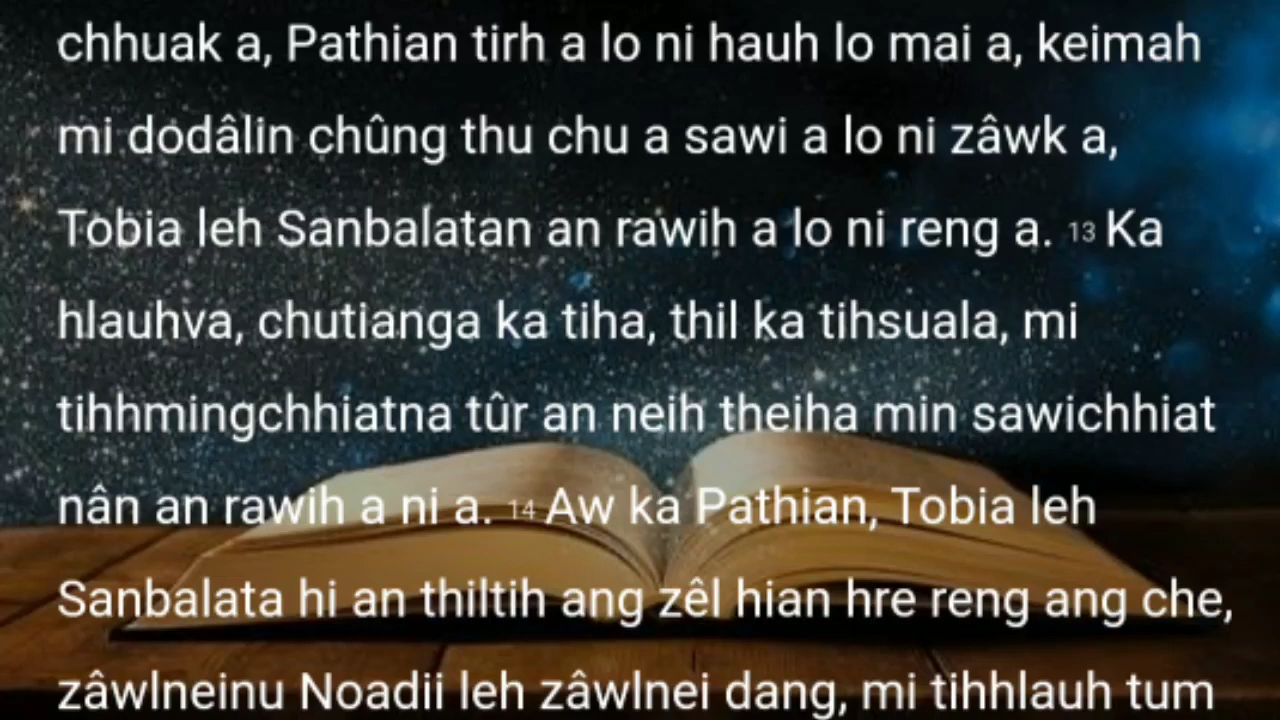 chhuak a, Pathian tirh a lo ni hauh lo mai a, keimah
mi dodâlin chûng thu chu a sawi a lo ni zâwk a,
Tobia leh Sanbalatan an rawih a lo ni reng a. 13 Ka
hlauhva, chutianga ka tiha, thil ka tihsuala, mi
tihhmingchhiatna tûr an neih theiha min sawichhiat
nân an rawih a ni a. 14 Aw ka Pathian, Tobia leh
Sanbalata hi an thiltih ang zêl hian hre reng ang che,
zâwlneinu Noadii leh zâwlnei dang, mi tihhlauh tum